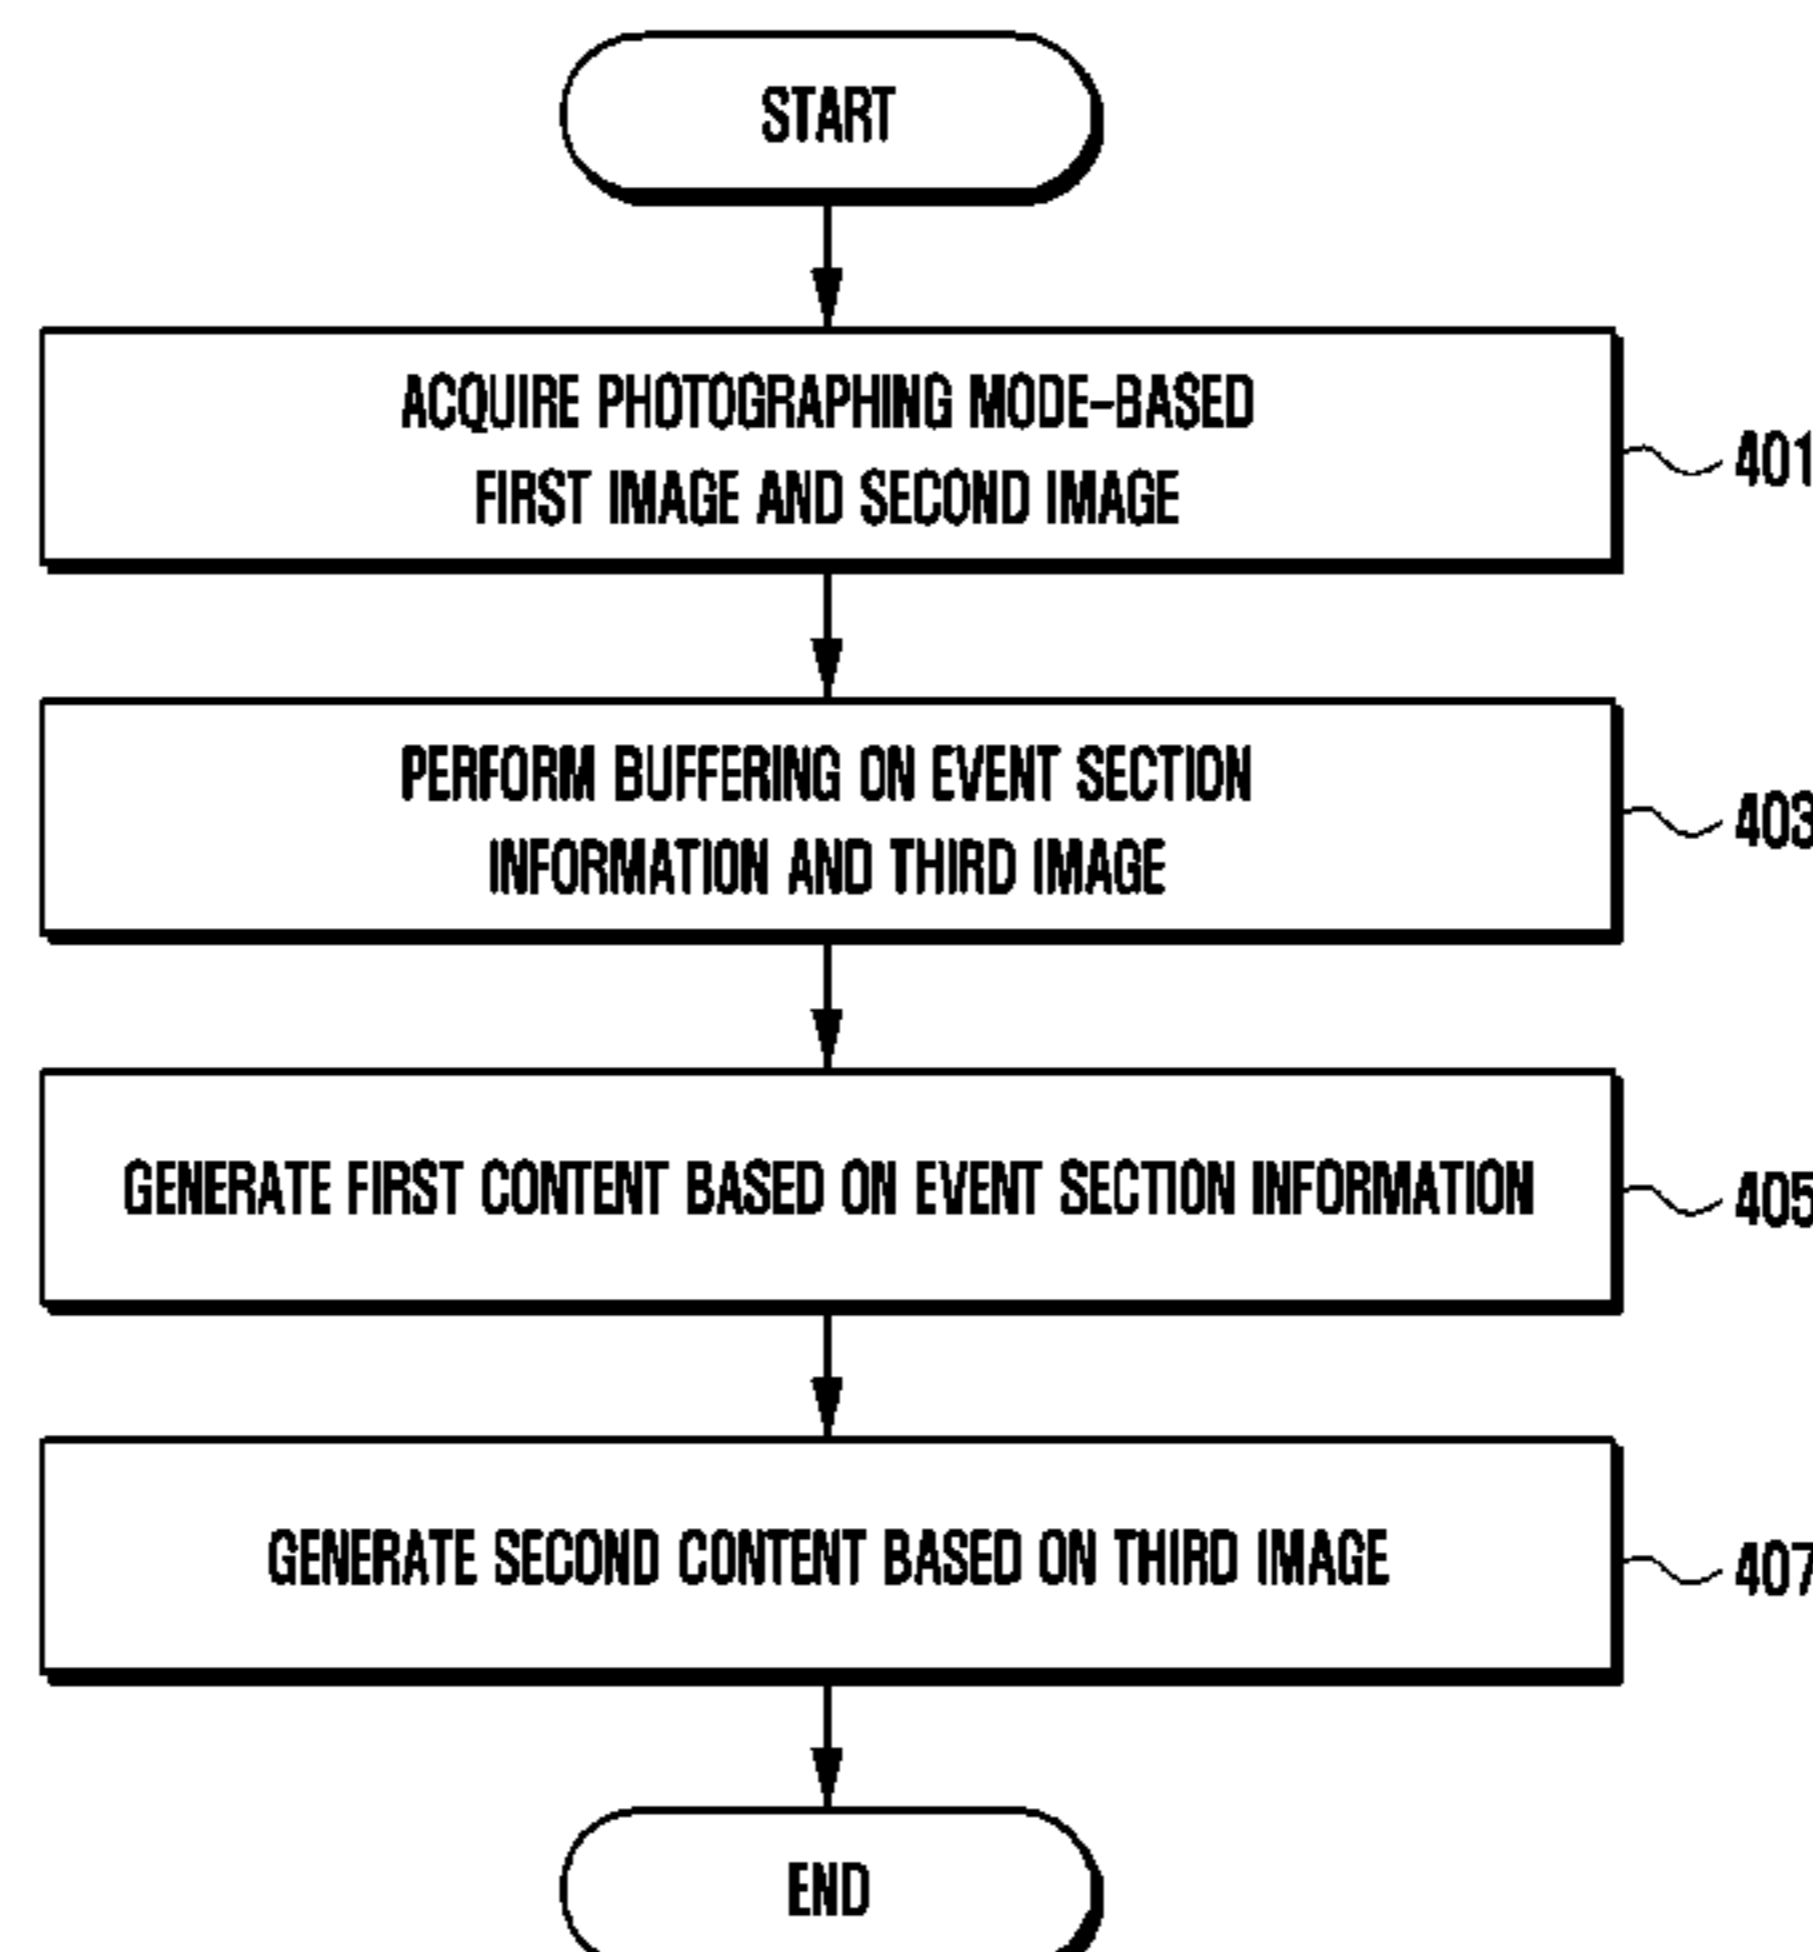 START
ACQUIRE PHOTOGRAPHING MODE-BASED
FIRST IMAGE AND SECOND IMAGE
401
PERFORM BUFFERING ON EVENT SECTION
INFORMATION AND THIRD IMAGE
403
GENERATE FIRST CONTENT BASED ON EVENT SECTION INFORMATION
405
GENERATE SECOND CONTENT BASED ON THIRD IMAGE
407
END